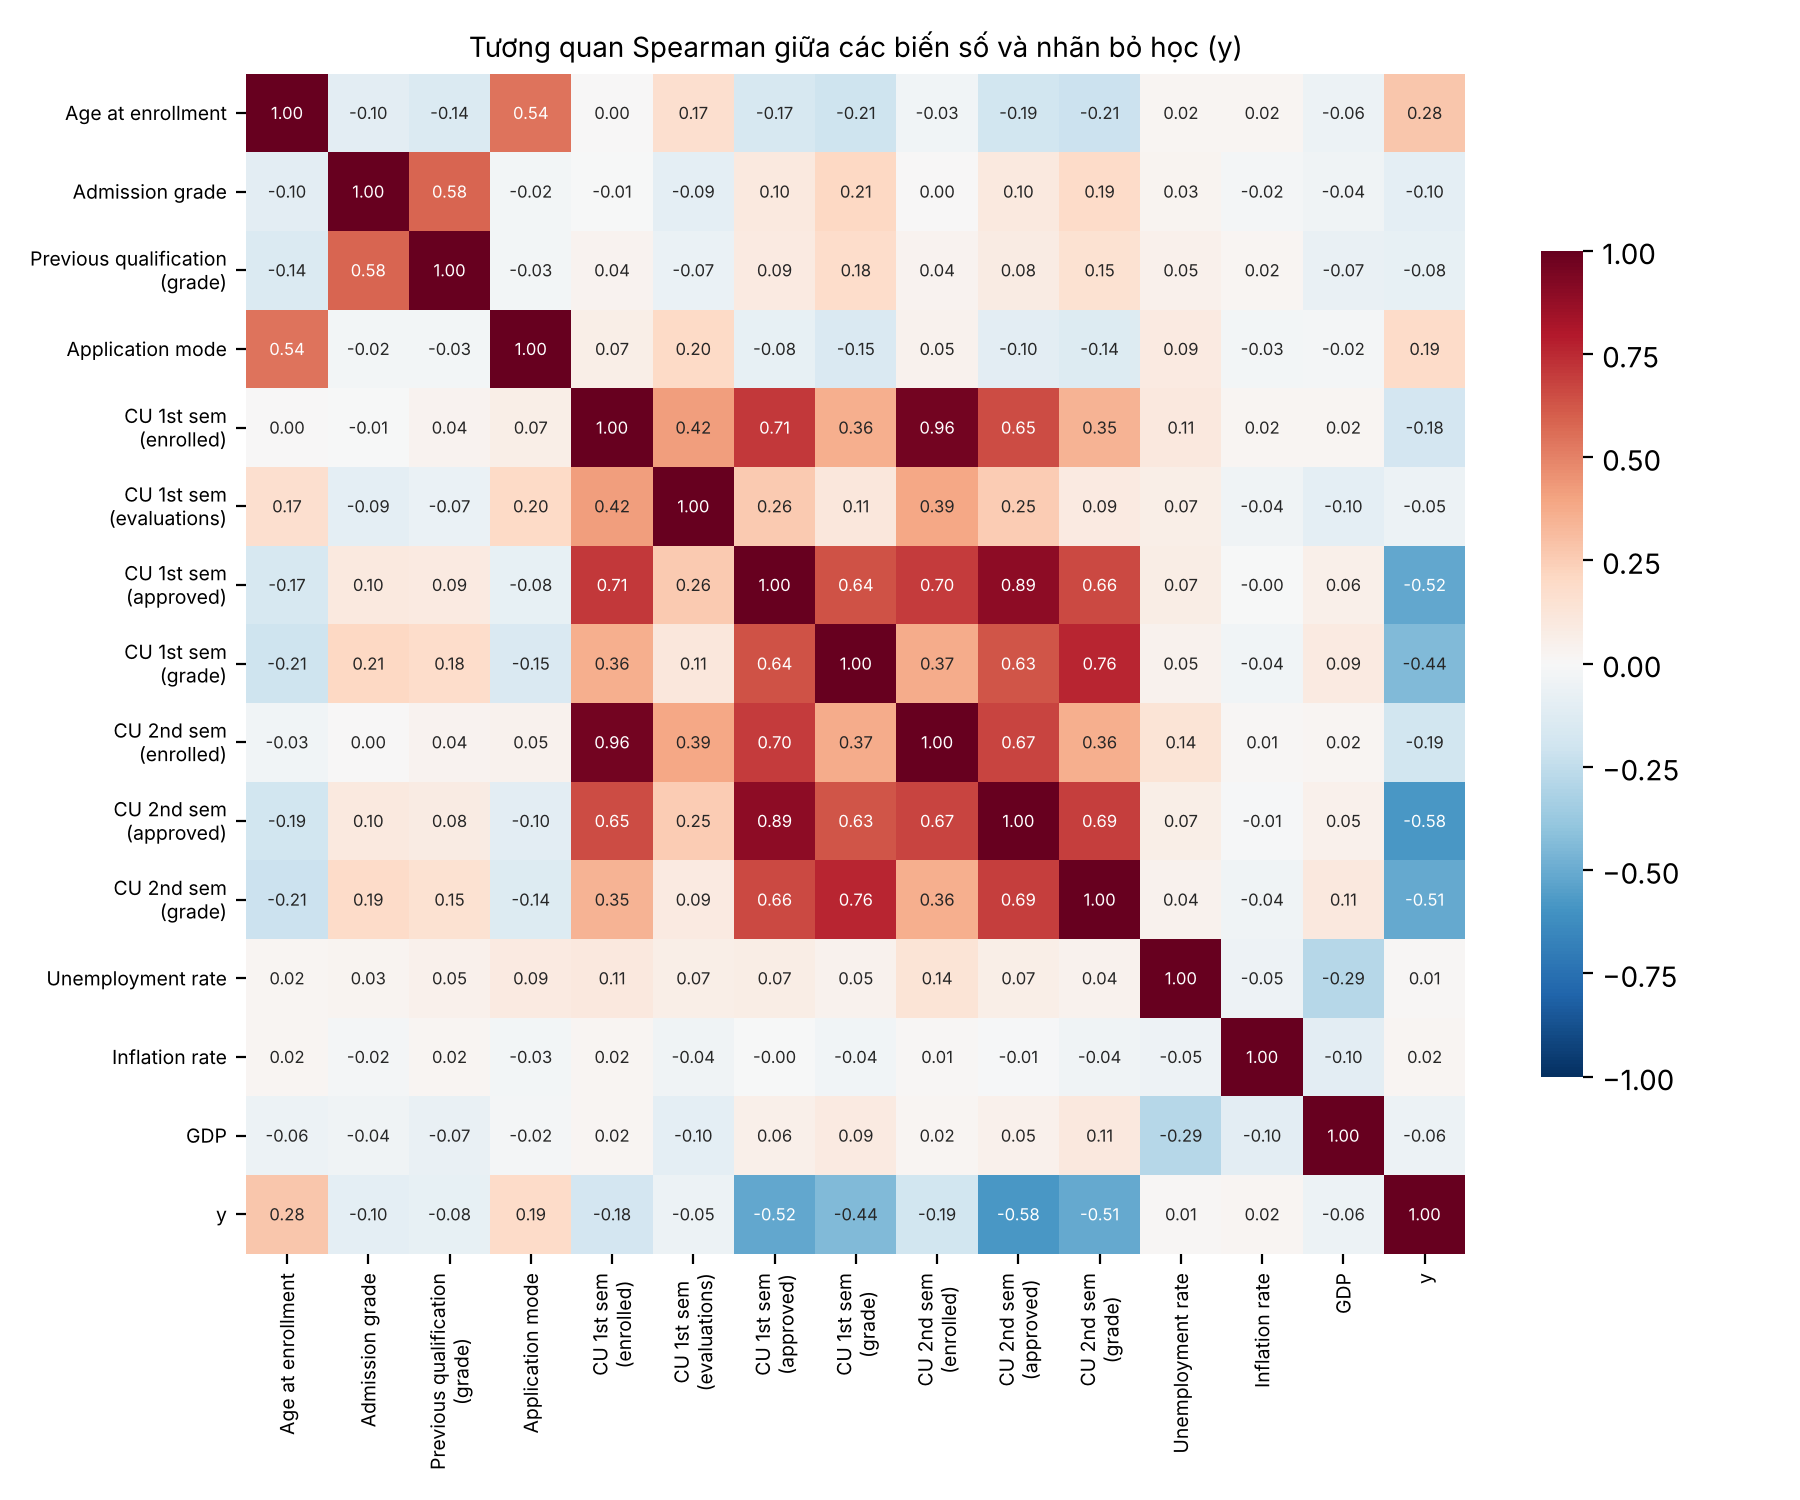 Tương quan Spearman giữa các biến số và nhãn bỏ học (y)
Age at enrollment 1.00 -0.10 -0.14 0.54 0.00 0.17 -0.17 -0.21 -0.03 -0.19 -0.21 0.02 0.02 -0.06 0.28
Admission grade -0.10 1.00 0.58 -0.02 -0.01 -0.09 0.10 0.21 0.00 0.10 0.19 0.03 -0.02 -0.04 -0.10
Previous qualification
(grade) -0.14 0.58 1.00 -0.03 0.04 -0.07 0.09 0.18 0.04 0.08 0.15 0.05 0.02 -0.07 -0.08
Application mode 0.54 -0.02 -0.03 1.00 0.07 0.20 -0.08 -0.15 0.05 -0.10 -0.14 0.09 -0.03 -0.02 0.19
CU 1st sem
(enrolled) 0.00 -0.01 0.04 0.07 1.00 0.42 0.71 0.36 0.96 0.65 0.35 0.11 0.02 0.02 -0.18
CU 1st sem
(evaluations) 0.17 -0.09 -0.07 0.20 0.42 1.00 0.26 0.11 0.39 0.25 0.09 0.07 -0.04 -0.10 -0.05
CU 1st sem
(approved) -0.17 0.10 0.09 -0.08 0.71 0.26 1.00 0.64 0.70 0.89 0.66 0.07 -0.00 0.06 -0.52
CU 1st sem
(grade) -0.21 0.21 0.18 -0.15 0.36 0.11 0.64 1.00 0.37 0.63 0.76 0.05 -0.04 0.09 -0.44
CU 2nd sem
(enrolled) -0.03 0.00 0.04 0.05 0.96 0.39 0.70 0.37 1.00 0.67 0.36 0.14 0.01 0.02 -0.19
CU 2nd sem
(approved) -0.19 0.10 0.08 -0.10 0.65 0.25 0.89 0.63 0.67 1.00 0.69 0.07 -0.01 0.05 -0.58
CU 2nd sem
(grade) -0.21 0.19 0.15 -0.14 0.35 0.09 0.66 0.76 0.36 0.69 1.00 0.04 -0.04 0.11 -0.51
Unemployment rate 0.02 0.03 0.05 0.09 0.11 0.07 0.07 0.05 0.14 0.07 0.04 1.00 -0.05 -0.29 0.01
Inflation rate 0.02 -0.02 0.02 -0.03 0.02 -0.04 -0.00 -0.04 0.01 -0.01 -0.04 -0.05 1.00 -0.10 0.02
GDP -0.06 -0.04 -0.07 -0.02 0.02 -0.10 0.06 0.09 0.02 0.05 0.11 -0.29 -0.10 1.00 -0.06
y 0.28 -0.10 -0.08 0.19 -0.18 -0.05 -0.52 -0.44 -0.19 -0.58 -0.51 0.01 0.02 -0.06 1.00
Age at enrollment
Admission grade
Previous qualification
(grade)
Application mode
CU 1st sem
(enrolled)
CU 1st sem
(evaluations)
CU 1st sem
(approved)
CU 1st sem
(grade)
CU 2nd sem
(enrolled)
CU 2nd sem
(approved)
CU 2nd sem
(grade)
Unemployment rate
Inflation rate
GDP
y
1.00
0.75
0.50
0.25
0.00
−0.25
−0.50
−0.75
−1.00